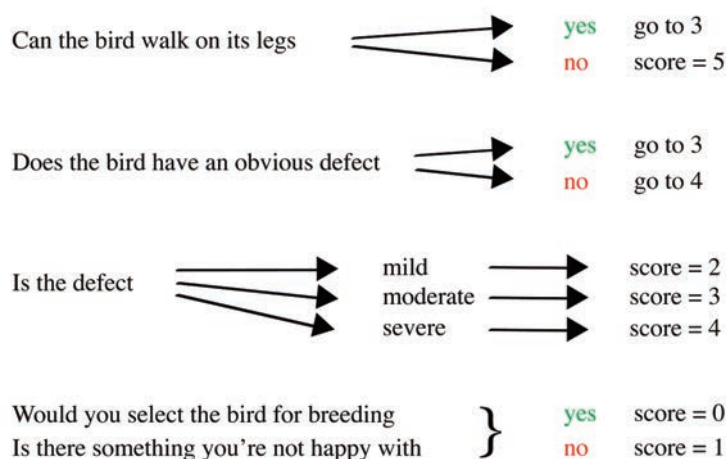 Can the bird walk on its legs
yes go to 3
no score = 5
Does the bird have an obvious defect
yes go to 3
no go to 4
Is the defect
mild score = 2
moderate score = 3
severe score = 4
Would you select the bird for breeding
Is there something you're not happy with
}
yes score = 0
no score = 1